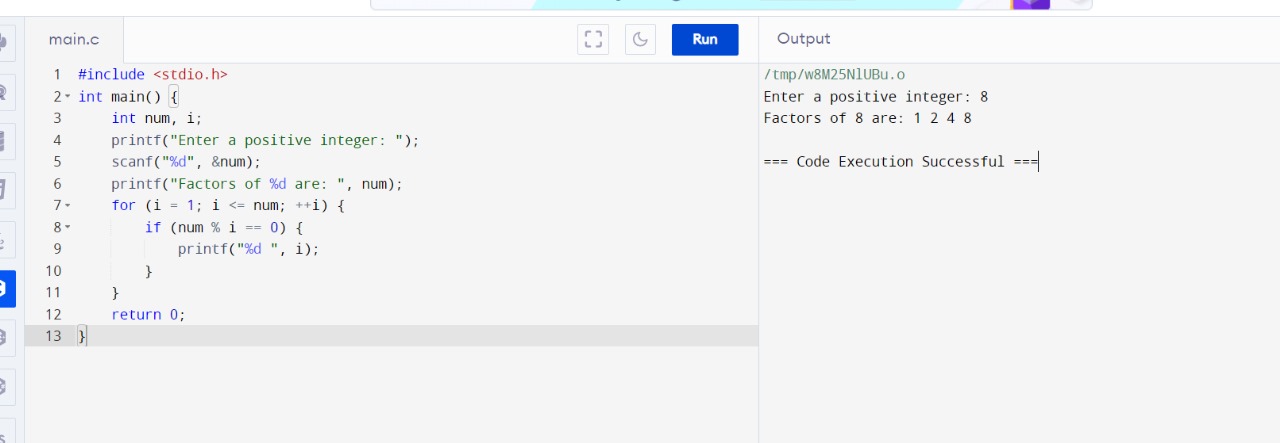 main.c
Run
Output
1 #include <stdio.h>
2 int main() {
3     int num, i;
4     printf("Enter a positive integer: ");
5     scanf("%d", &num);
6     printf("Factors of %d are: ", num);
7     for (i = 1; i <= num; ++i) {
8         if (num % i == 0) {
9             printf("%d ", i);
10         }
11     }
12     return 0;
13 }
/tmp/w8M25NlUBu.o
Enter a positive integer: 8
Factors of 8 are: 1 2 4 8
=== Code Execution Successful ===